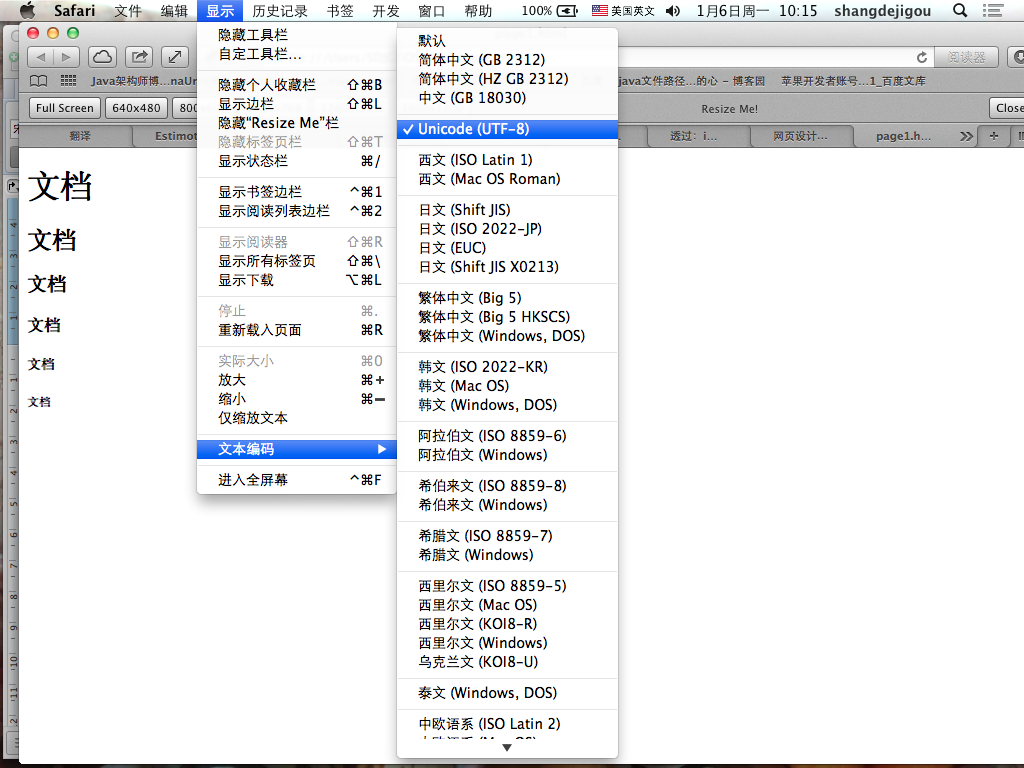 Safari 文件 编辑 显示 历史记录 书签 开发 窗口 帮助 100% 美国英文 1月6日周一 10:15 shangdejigou
阅读器
Java架构师博...naUn
java文件路径...的心 - 博客园 苹果开发者账号...1_百度文库
Full Screen 640x480 800 Resize Me! Close
翻译 Estimot 透过：i... 网页设计... page1.h...
文档
文档
文档
文档
文档
文档
隐藏工具栏
自定工具栏...
隐藏个人收藏栏 ⇧⌘B
显示边栏 ⇧⌘L
隐藏“Resize Me”栏
隐藏标签页栏 ⇧⌘T
显示状态栏 ⌘/
显示书签边栏 ^⌘1
显示阅读列表边栏 ^⌘2
显示阅读器 ⇧⌘R
显示所有标签页 ⇧⌘\
显示下载 ⌥⌘L
停止 ⌘.
重新载入页面 ⌘R
实际大小 ⌘0
放大 ⌘+
缩小 ⌘−
仅缩放文本
文本编码
进入全屏幕 ^⌘F
默认
简体中文 (GB 2312)
简体中文 (HZ GB 2312)
中文 (GB 18030)
✓ Unicode (UTF-8)
西文 (ISO Latin 1)
西文 (Mac OS Roman)
日文 (Shift JIS)
日文 (ISO 2022-JP)
日文 (EUC)
日文 (Shift JIS X0213)
繁体中文 (Big 5)
繁体中文 (Big 5 HKSCS)
繁体中文 (Windows, DOS)
韩文 (ISO 2022-KR)
韩文 (Mac OS)
韩文 (Windows, DOS)
阿拉伯文 (ISO 8859-6)
阿拉伯文 (Windows)
希伯来文 (ISO 8859-8)
希伯来文 (Windows)
希腊文 (ISO 8859-7)
希腊文 (Windows)
西里尔文 (ISO 8859-5)
西里尔文 (Mac OS)
西里尔文 (KOI8-R)
西里尔文 (Windows)
乌克兰文 (KOI8-U)
泰文 (Windows, DOS)
中欧语系 (ISO Latin 2)
中欧语系 (Mac OS)